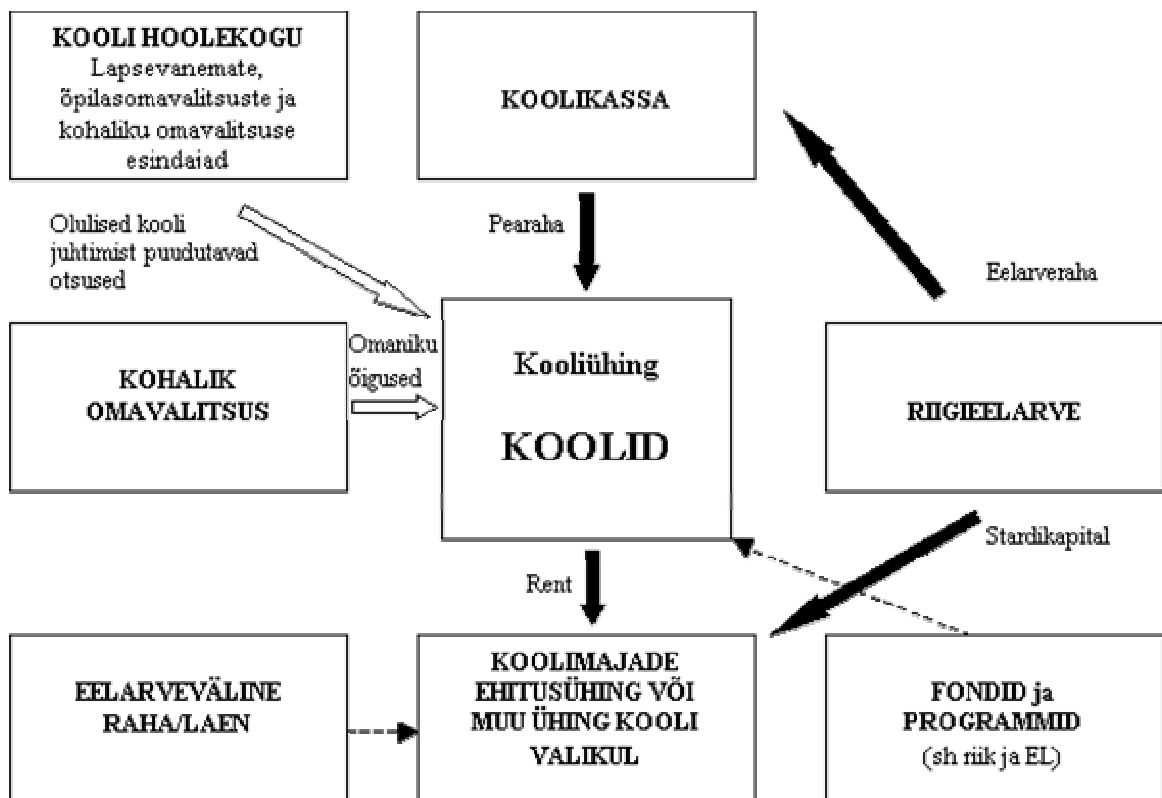 KOOLI HOOLEKOGU
Lapsevanemate,
õpilasomavalitsuste ja
kohaliku omavalitsuse
esindajad
KOOLIKASSA
Olulised kooli
juhtimist puudutavad
otsused
Pearaha
Eelarveraha
KOHALIK
OMAVALITSUS
Omaniku
õigused
Kooliühing
KOOLID
RIIGIEELARVE
Stardikapital
Rent
EELARVEVÄLINE
RAHA/LAEN
KOOLIMAJADE
EHITUSÜHING VÕI
MUU ÜHING KOOLI
VALIKUL
FONDID ja
PROGRAMMID
(sh riik ja EL)